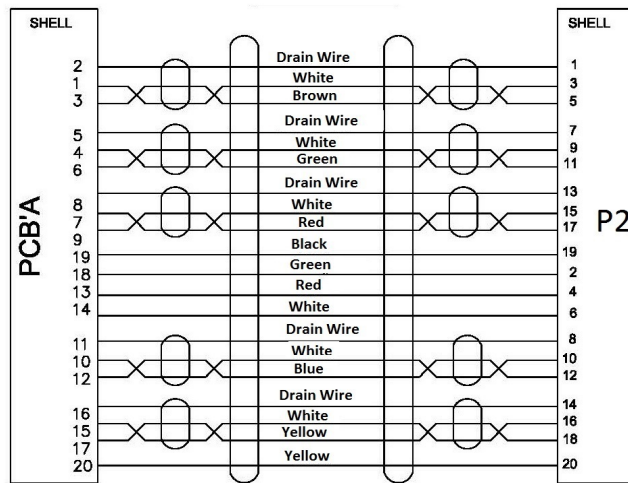 SHELL SHELL
2 Drain Wire 1
1 White 3
3 Brown 5
5 Drain Wire 7
4 White 9
6 Green 11
Drain Wire 13
8 White 15
7 Red 17
9
19 Black 19
18 Green 2
13 Red 4
14 White 6
11 Drain Wire 8
10 White 10
12 Blue 12
Drain Wire 14
16 White 16
15 Yellow 18
17
20 Yellow 20
PCB'A
P2